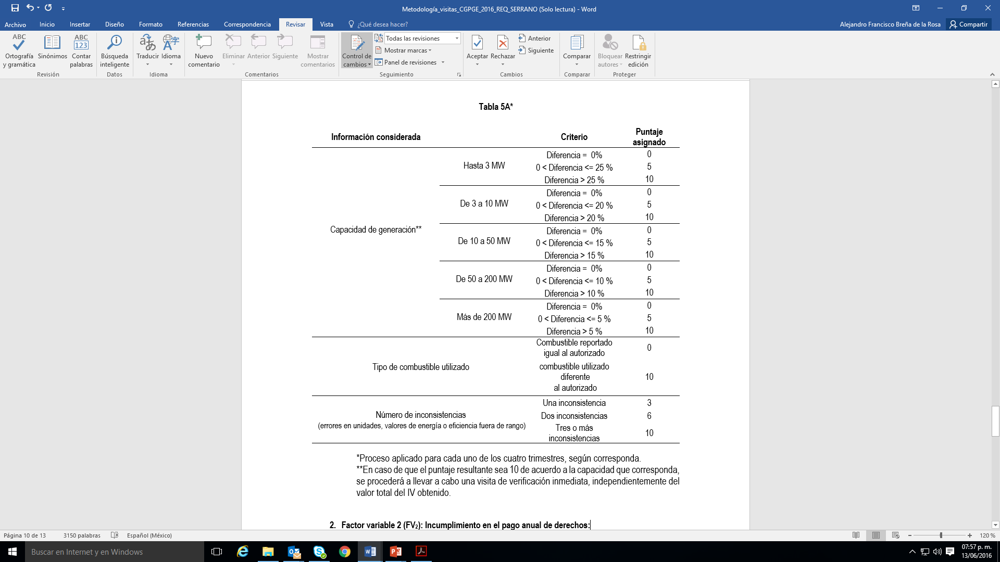 Metodología_visitas_CGPGE_2016_REQ_SERRANO (Solo lectura) - Word
Archivo Inicio Insertar Diseño Formato Referencias Correspondencia Revisar Vista ¿Qué desea hacer? Alejandro Francisco Breña de la Rosa Compartir
ABC Ortografía y gramática
Sinónimos
ABC 123 Contar palabras
Revisión
Búsqueda inteligente
Datos
Traducir
Idioma
Idioma
Nuevo comentario
Eliminar
Anterior
Siguiente
Mostrar comentarios
Comentarios
Control de cambios
Todas las revisiones
Mostrar marcas
Panel de revisiones
Seguimiento
Aceptar
Rechazar
Anterior
Siguiente
Cambios
Comparar
Comparar
Bloquear autores
Restringir edición
Proteger
Tabla 5A*
Información considerada Criterio Puntaje asignado
Capacidad de generación**
Hasta 3 MW
Diferencia = 0% 0
0 < Diferencia <= 25 % 5
Diferencia > 25 % 10
De 3 a 10 MW
Diferencia = 0% 0
0 < Diferencia <= 20 % 5
Diferencia > 20 % 10
De 10 a 50 MW
Diferencia = 0% 0
0 < Diferencia <= 15 % 5
Diferencia > 15 % 10
De 50 a 200 MW
Diferencia = 0% 0
0 < Diferencia <= 10 % 5
Diferencia > 10 % 10
Más de 200 MW
Diferencia = 0% 0
0 < Diferencia <= 5 % 5
Diferencia > 5 % 10
Tipo de combustible utilizado
Combustible reportado
igual al autorizado 0
combustible utilizado
diferente
al autorizado 10
Número de inconsistencias
(errores en unidades, valores de energía o eficiencia fuera de rango)
Una inconsistencia 3
Dos inconsistencias 6
Tres o más
inconsistencias 10
*Proceso aplicado para cada uno de los cuatro trimestres, según corresponda.
**En caso de que el puntaje resultante sea 10 de acuerdo a la capacidad que corresponda,
se procederá a llevar a cabo una visita de verificación inmediata, independientemente del
valor total del IV obtenido.
2. Factor variable 2 (FV₂): Incumplimiento en el pago anual de derechos:
Página 10 de 13 3150 palabras Español (México) 120 %
Buscar en Internet y en Windows
07:57 p. m.
13/06/2016